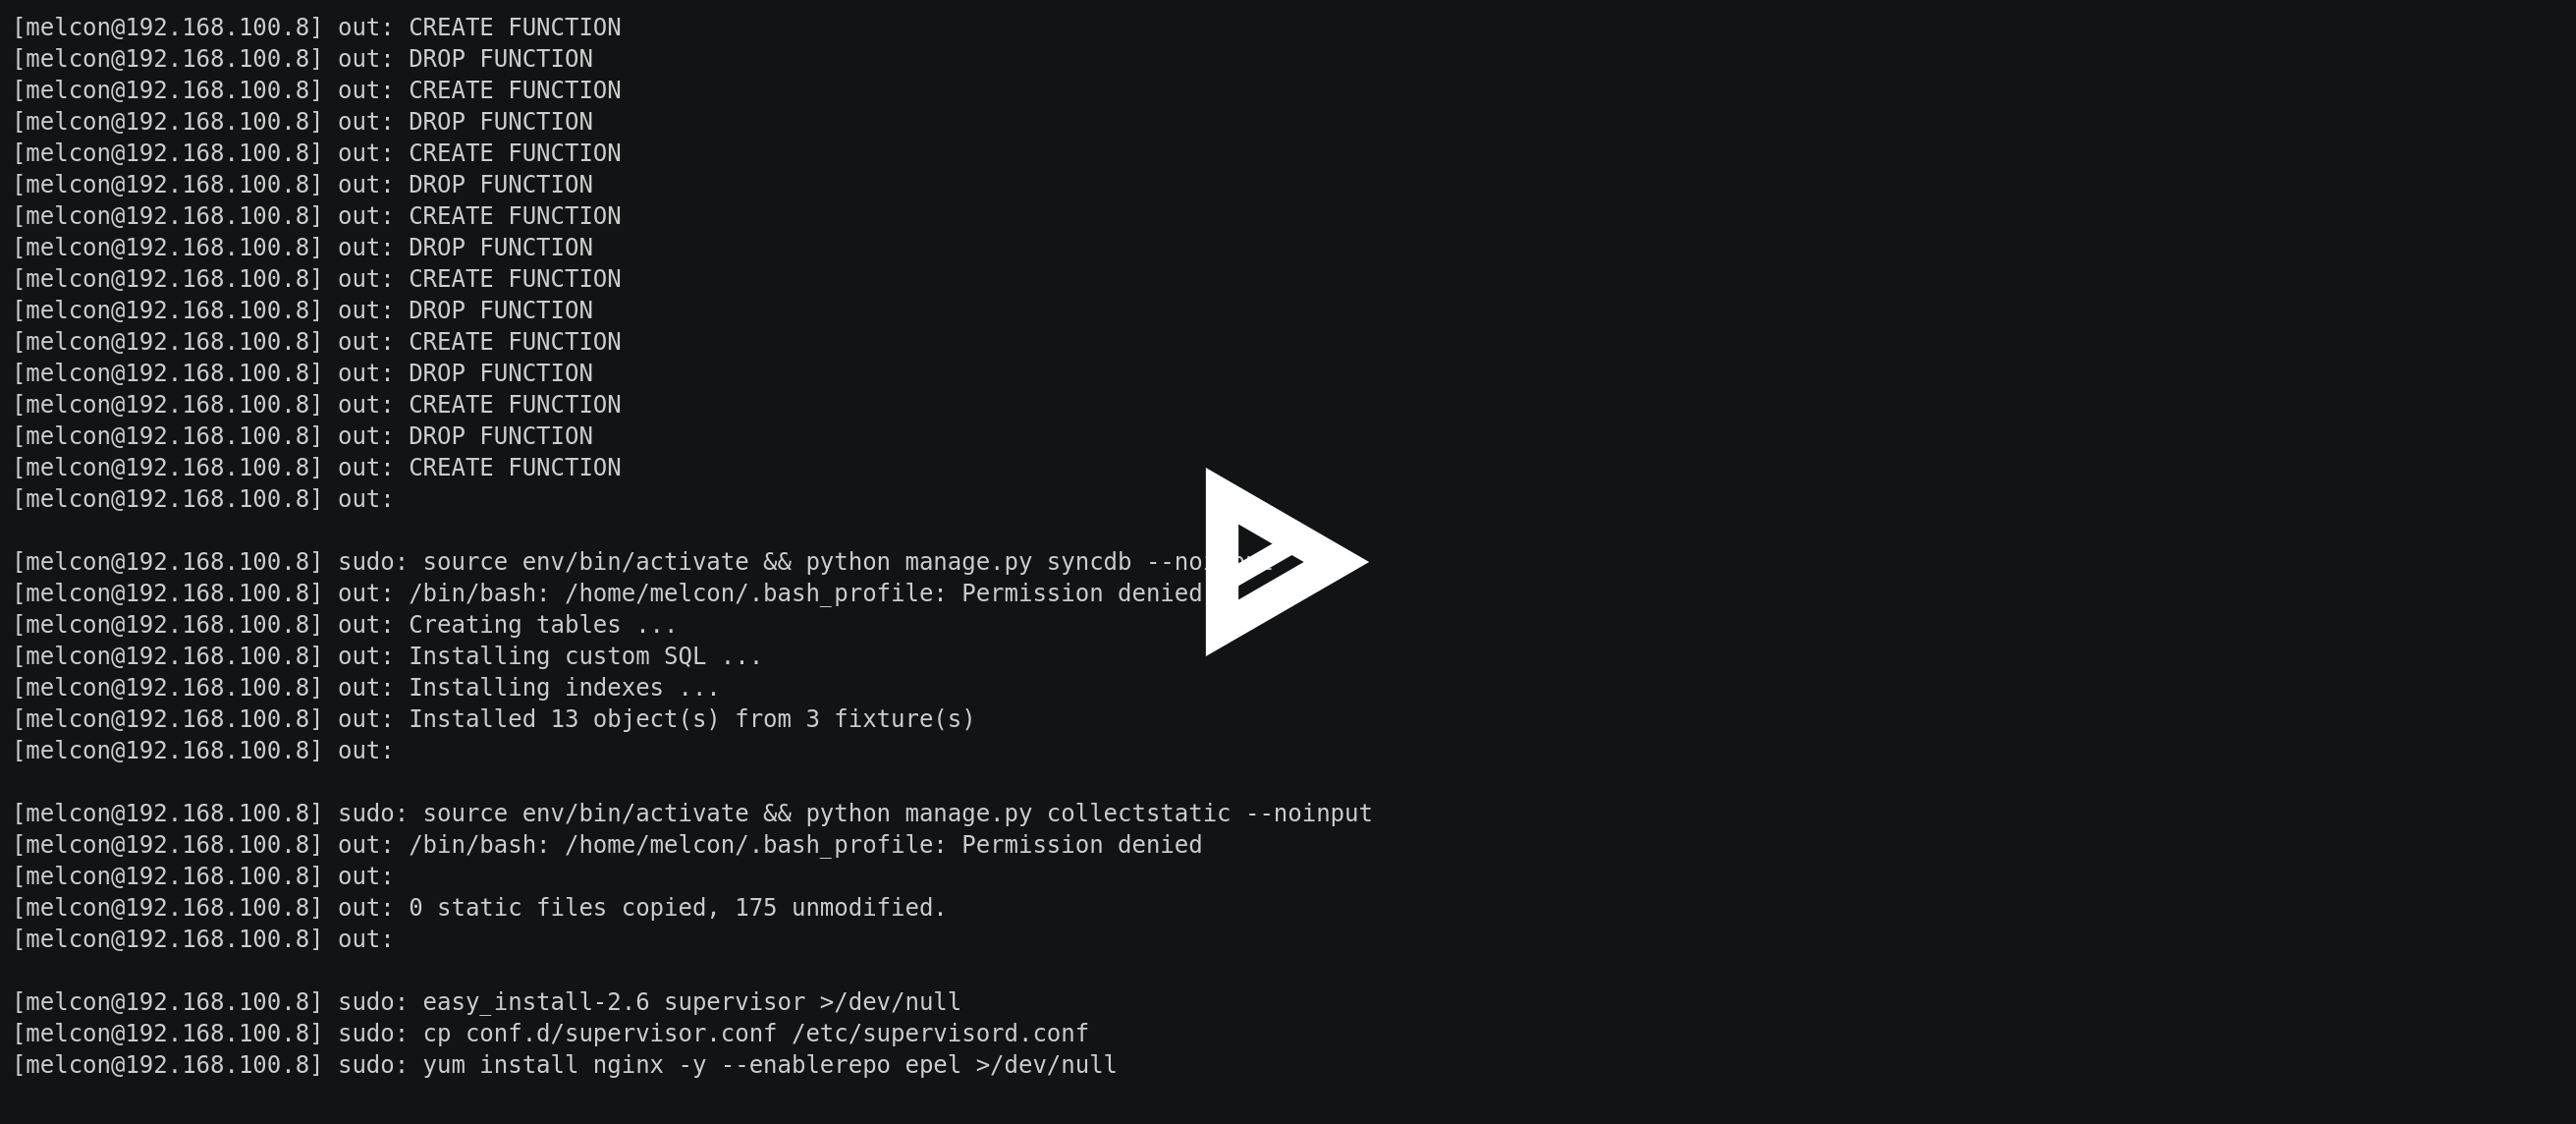 [melcon@192.168.100.8] out: CREATE FUNCTION
[melcon@192.168.100.8] out: DROP FUNCTION
[melcon@192.168.100.8] out: CREATE FUNCTION
[melcon@192.168.100.8] out: DROP FUNCTION
[melcon@192.168.100.8] out: CREATE FUNCTION
[melcon@192.168.100.8] out: DROP FUNCTION
[melcon@192.168.100.8] out: CREATE FUNCTION
[melcon@192.168.100.8] out: DROP FUNCTION
[melcon@192.168.100.8] out: CREATE FUNCTION
[melcon@192.168.100.8] out: DROP FUNCTION
[melcon@192.168.100.8] out: CREATE FUNCTION
[melcon@192.168.100.8] out: DROP FUNCTION
[melcon@192.168.100.8] out: CREATE FUNCTION
[melcon@192.168.100.8] out: DROP FUNCTION
[melcon@192.168.100.8] out: CREATE FUNCTION
[melcon@192.168.100.8] out:
[melcon@192.168.100.8] sudo: source env/bin/activate && python manage.py syncdb
[melcon@192.168.100.8] out: /bin/bash: /home/melcon/.bash_profile: Permission denied
[melcon@192.168.100.8] out: Creating tables ...
[melcon@192.168.100.8] out: Installing custom SQL ...
[melcon@192.168.100.8] out: Installing indexes ...
[melcon@192.168.100.8] out: Installed 13 object(s) from 3 fixture(s)
[melcon@192.168.100.8] out:
[melcon@192.168.100.8] sudo: source env/bin/activate && python manage.py collectstatic --noinput
[melcon@192.168.100.8] out: /bin/bash: /home/melcon/.bash_profile: Permission denied
[melcon@192.168.100.8] out:
[melcon@192.168.100.8] out: 0 static files copied, 175 unmodified.
[melcon@192.168.100.8] out:
[melcon@192.168.100.8] sudo: easy_install-2.6 supervisor >/dev/null
[melcon@192.168.100.8] sudo: cp conf.d/supervisor.conf /etc/supervisord.conf
[melcon@192.168.100.8] sudo: yum install nginx -y --enablerepo epel >/dev/null